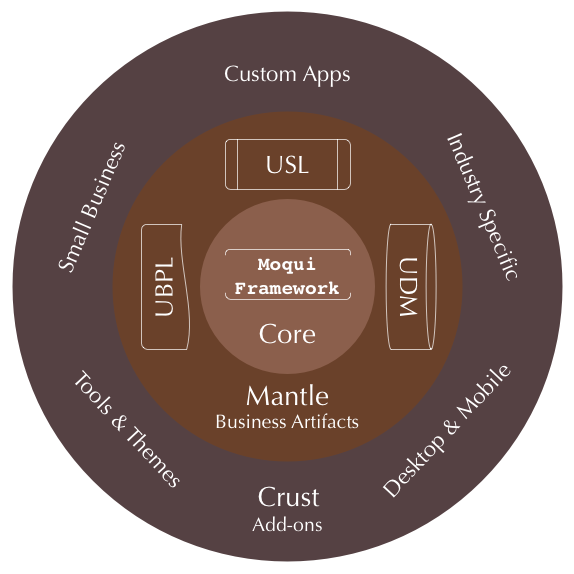 Custom Apps
Small Business
Industry Specific
USL
UBPL
UDM
Moqui
Framework
Core
Mantle
Business Artifacts
Tools & Themes
Desktop & Mobile
Crust
Add-ons